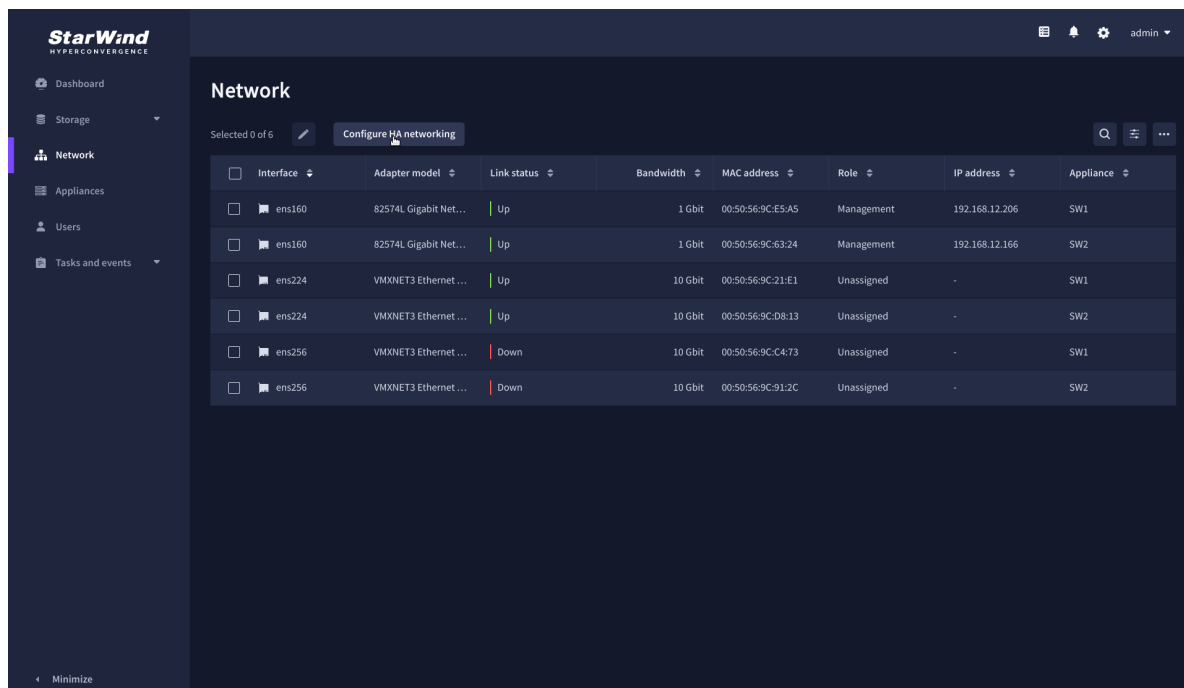 StarWind
HYPERCONVERGENCE
admin
Dashboard
Storage
Network
Appliances
Users
Tasks and events
Minimize
Network
Selected 0 of 6
Configure HA networking
Interface Adapter model Link status Bandwidth MAC address Role IP address Appliance
ens160 82574L Gigabit Net... Up 1 Gbit 00:50:56:9C:E5:A5 Management 192.168.12.206 SW1
ens160 82574L Gigabit Net... Up 1 Gbit 00:50:56:9C:63:24 Management 192.168.12.166 SW2
ens224 VMXNET3 Ethernet ... Up 10 Gbit 00:50:56:9C:21:E1 Unassigned - SW1
ens224 VMXNET3 Ethernet ... Up 10 Gbit 00:50:56:9C:D8:13 Unassigned - SW2
ens256 VMXNET3 Ethernet ... Down 10 Gbit 00:50:56:9C:C4:73 Unassigned - SW1
ens256 VMXNET3 Ethernet ... Down 10 Gbit 00:50:56:9C:91:2C Unassigned - SW2